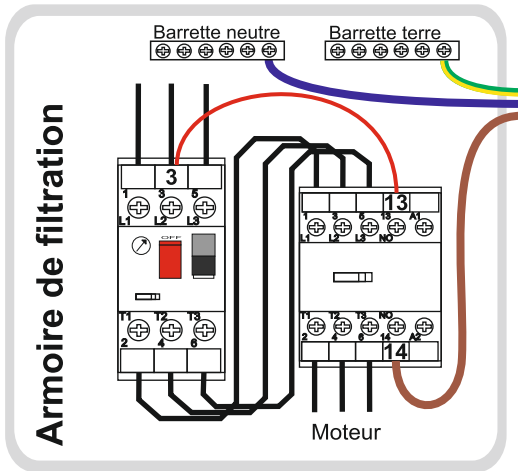 Barrette neutre
Barrette terre
Armoire de filtration
3
1 3 5
L1 L2 L3
OFF
T1 T2 T3
2 4 6
13
1 3 5 13 A1
L1 L2 L3 NO
T1 T2 T3 NO
2 4 6 14 A2
14
Moteur